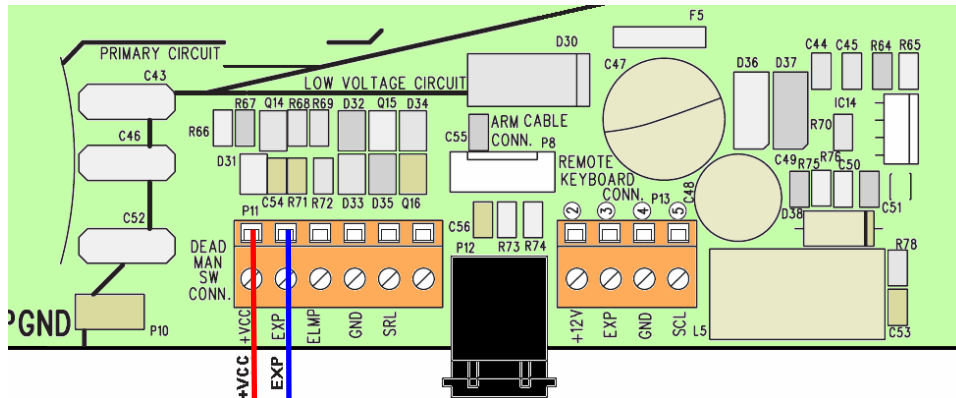 F5
PRIMARY CIRCUIT
D30
C44 C45 R64 R65
C47
D36 D37
C43
LOW VOLTAGE CIRCUIT
R67 Q14 R68 R69 D32 Q15 D34
IC14
R66
C55
ARM CABLE
CONN. P8
R70
C46
D31
REMOTE
KEYBOARD
CONN. P13
C49 R75 R76 C50
C54 R71 R72 D33 D35 Q16
C48
C51
P11
C56
2 3 4 5
D38
C52
DEAD
MAN
SW
CONN.
P12
R73 R74
R78
PGND
P10
+VCC EXP ELMP GND SRL
+12V EXP GND SCL
L5
C53
+VCC EXP